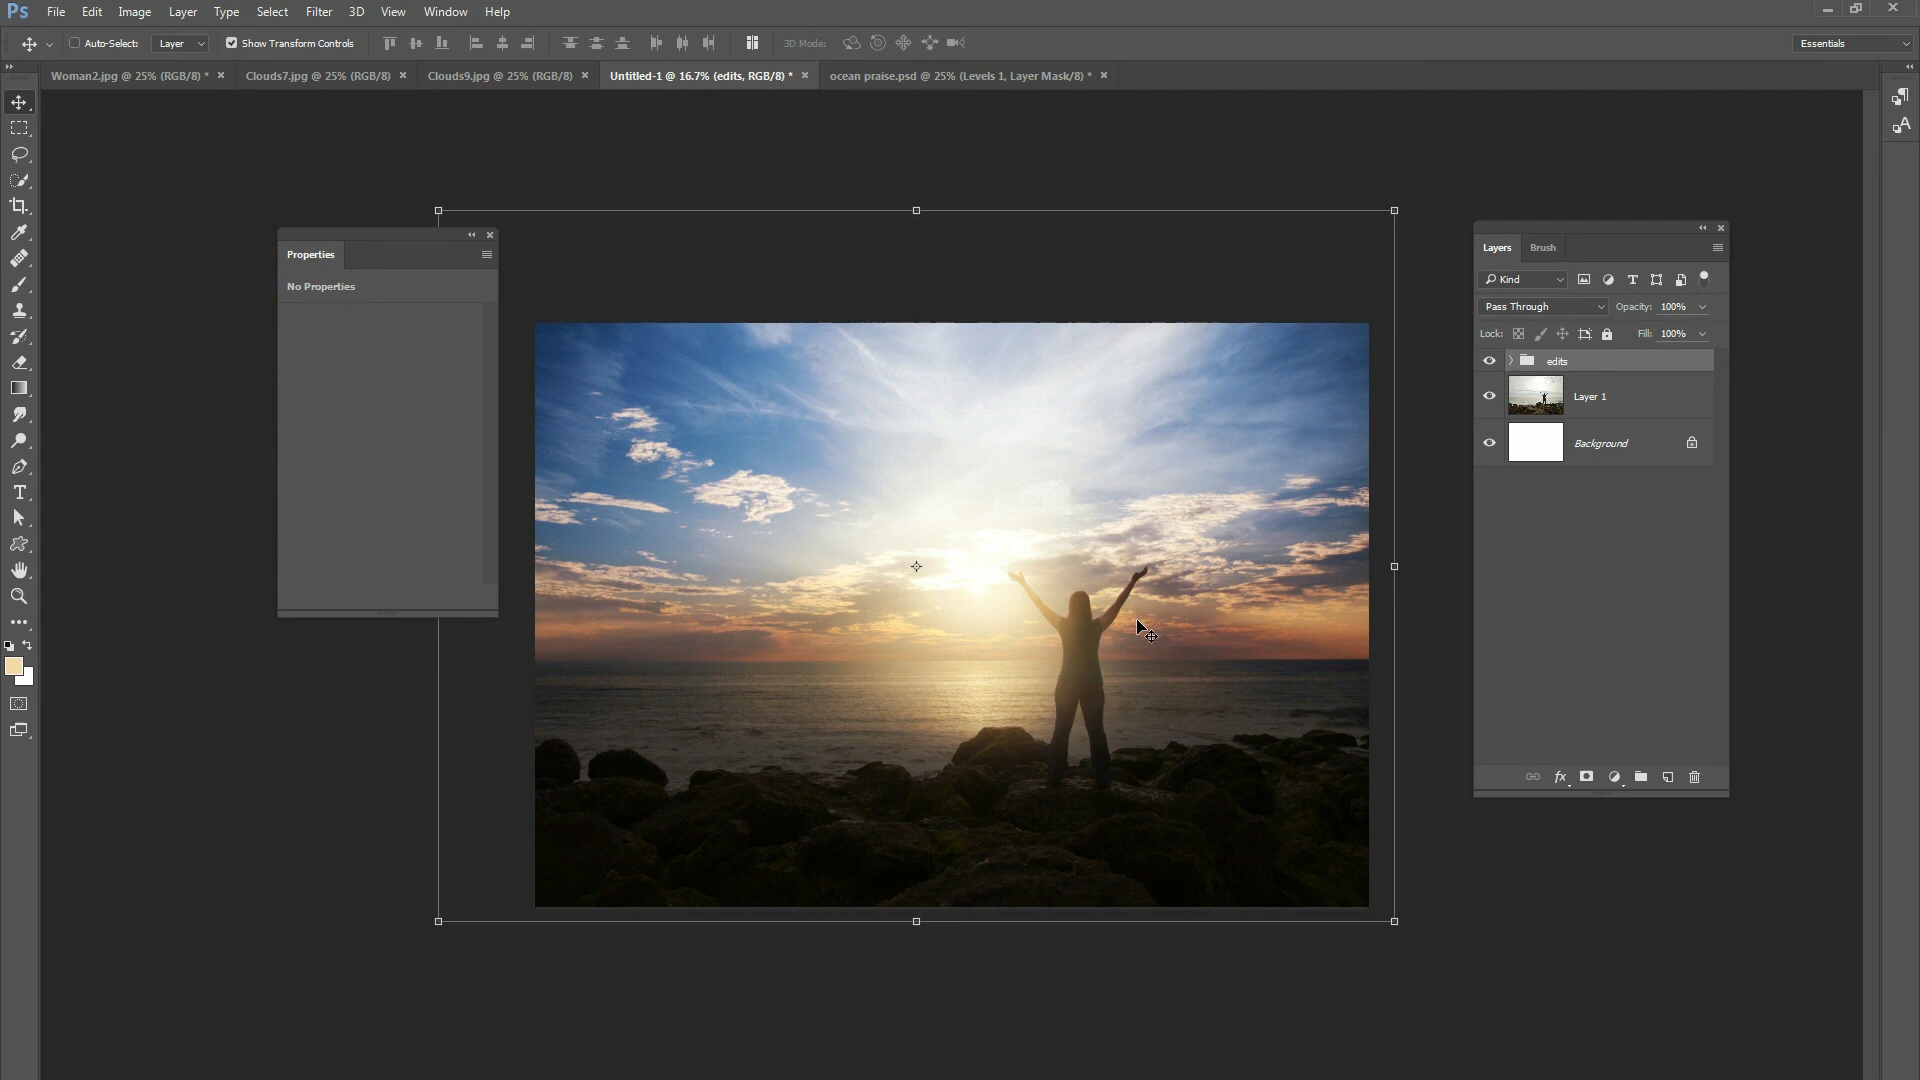 Ps File Edit Image Layer Type Select Filter 3D View Window Help
Auto-Select: Layer Show Transform Controls 3D Mode: Essentials
Woman2.jpg @ 25% (RGB/8) * Clouds7.jpg @ 25% (RGB/8) Clouds9.jpg @ 25% (RGB/8) Untitled-1 @ 16.7% (edits, RGB/8) * ocean praise.psd @ 25% (Levels 1, Layer Mask/8) *
Properties
No Properties
Layers Brush
Kind
Pass Through Opacity: 100%
Lock: Fill: 100%
edits
Layer 1
Background
fx